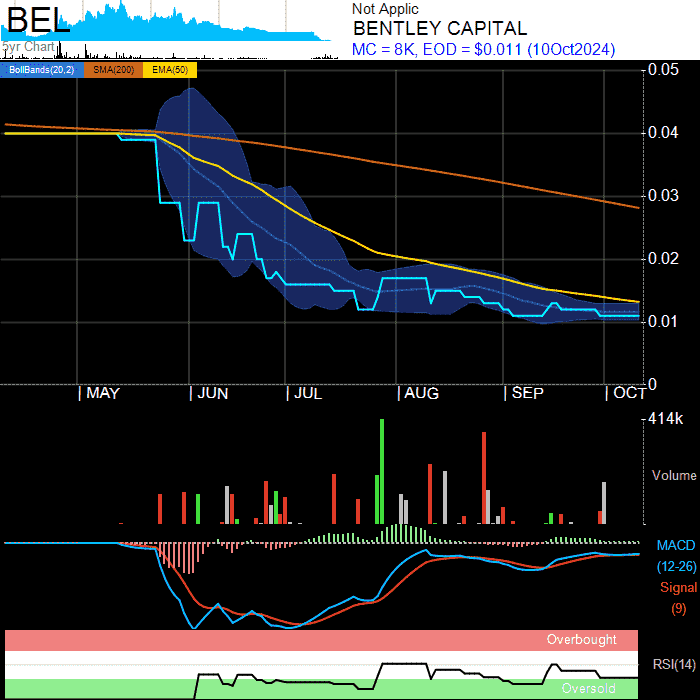 BEL
5yr Chart
Not Applic
BENTLEY CAPITAL
MC = 8K, EOD = $0.011 (10Oct2024)
BollBands(20,2) SMA(200) EMA(50)
0.05
0.04
0.03
0.02
0.01
0
| MAY | JUN | JUL | AUG | SEP | OCT
414k
Volume
MACD
(12-26)
Signal
(9)
Overbought
RSI(14)
Oversold